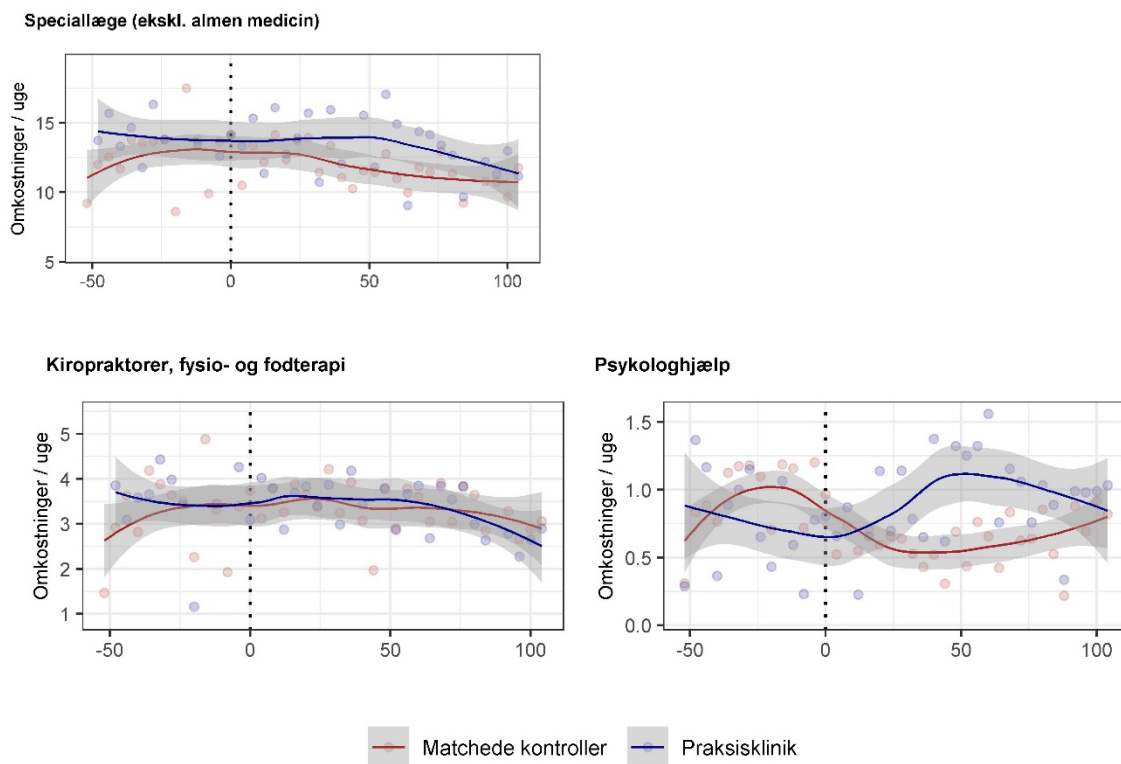 Speciallæge (ekskl. almen medicin)
Omkostninger / uge
15
10
5
-50 0 50 100
Kiropraktorer, fysio- og fodterapi
Omkostninger / uge
5
4
3
2
1
-50 0 50 100
Psykologhjælp
Omkostninger / uge
1.5
1.0
0.5
0.0
-50 0 50 100
Matchede kontroller Praksisklinik